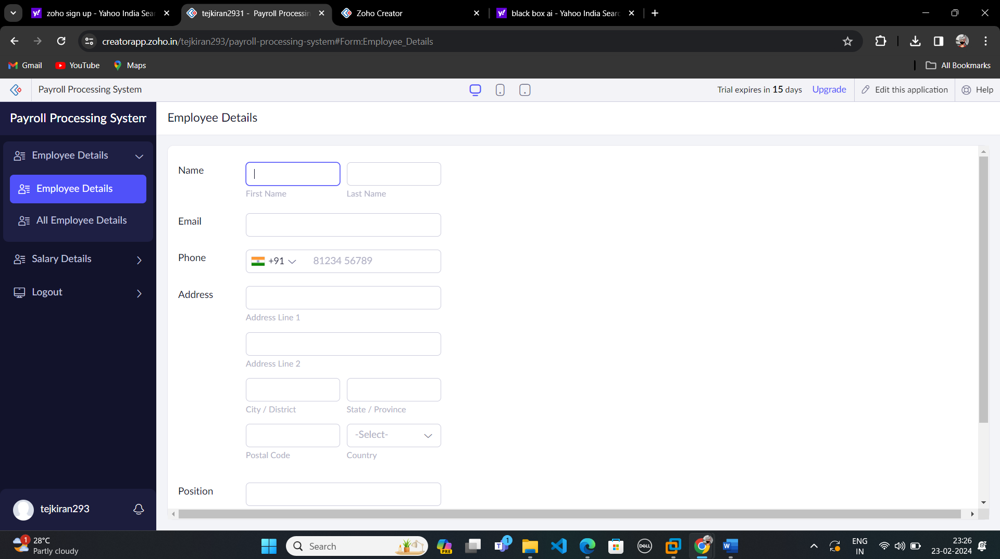 zoho sign up - Yahoo India Sear
tejkiran2931 - Payroll Processin
Zoho Creator
black box ai - Yahoo India Searc
creatorapp.zoho.in/tejkiran293/payroll-processing-system#Form:Employee_Details
Gmail
YouTube
Maps
All Bookmarks
Payroll Processing System
Trial expires in 15 days
Upgrade
Edit this application
Help
Payroll Processing System
Employee Details
Employee Details
Employee Details
All Employee Details
Salary Details
Logout
tejkiran293
Name
First Name
Last Name
Email
Phone
+91
81234 56789
Address
Address Line 1
Address Line 2
City / District
State / Province
-Select-
Postal Code
Country
Position
1
28°C
Partly cloudy
Search
PRE
T
1
DELL
W
ENG
IN
23:26
23-02-2024